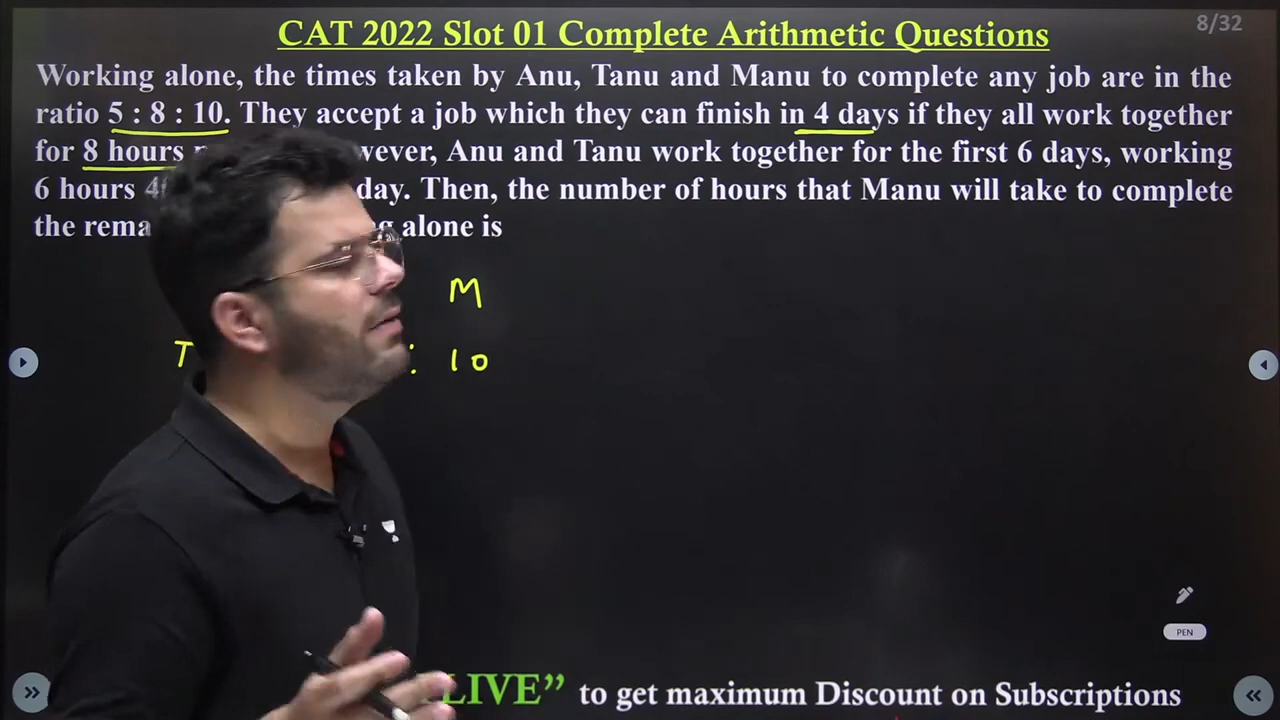 CAT 2022 Slot 01 Complete Arithmetic Questions
8/32
Working alone, the times taken by Anu, Tanu and Manu to complete any job are in the
ratio 5 : 8 : 10. They accept a job which they can finish in 4 days if they all work together
for 8 hours Anu and Tanu work together for the first 6 days, working
6 hours day. Then, the number of hours that Manu will take to complete
the alone is
M
T : 10
PEN
LIVE” to get maximum Discount on Subscriptions